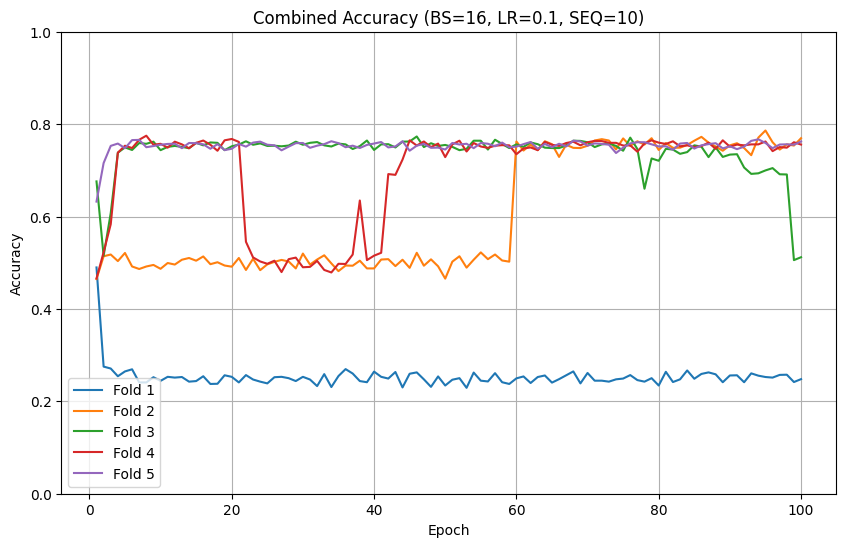 Combined Accuracy (BS=16, LR=0.1, SEQ=10)
1.0
0.8
0.6
0.4
0.2
0.0
Accuracy
Fold 1
Fold 2
Fold 3
Fold 4
Fold 5
0 20 40 60 80 100
Epoch